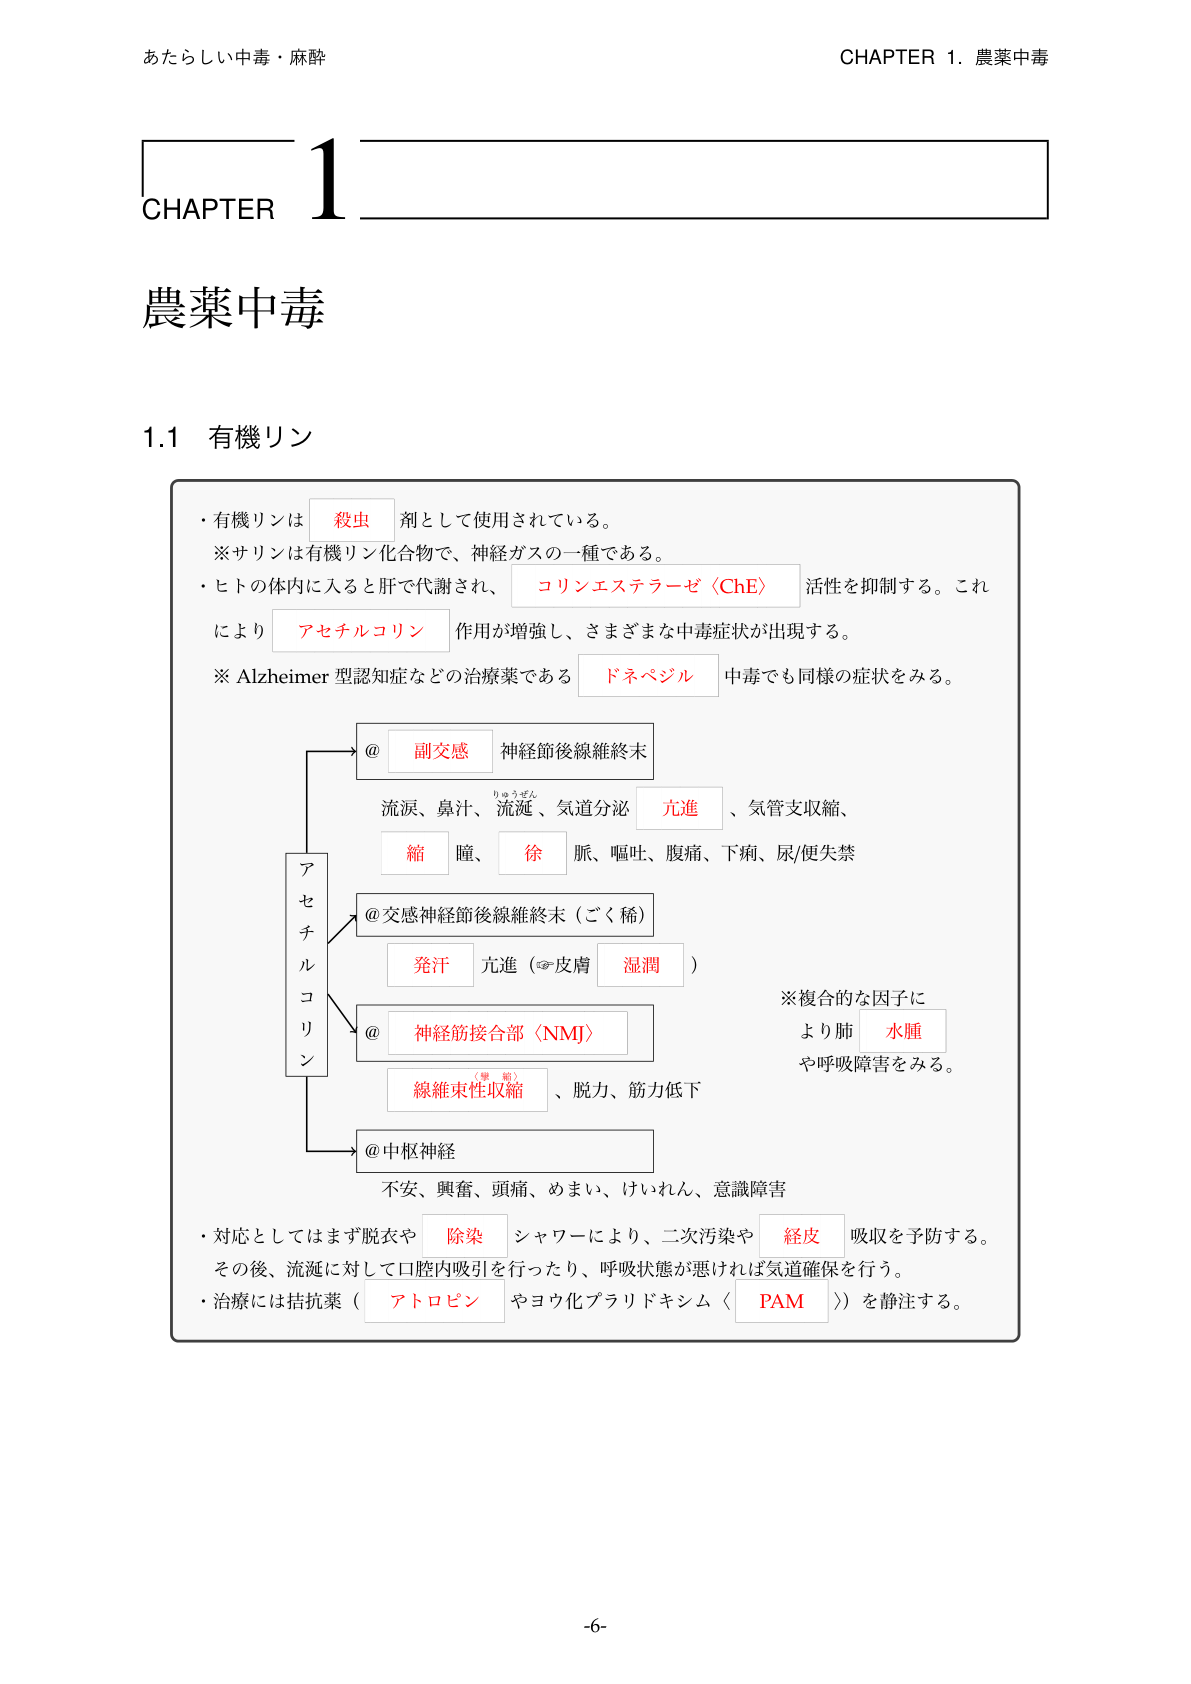 あたらしい中毒・麻酔
CHAPTER 1. 農薬中毒
CHAPTER 1
農薬中毒
1.1 有機リン
・有機リンは 殺虫 剤として使用されている。
※サリンは有機リン化合物で、神経ガスの一種である。
・ヒトの体内に入ると肝で代謝され、 コリンエステラーゼ〈ChE〉 活性を抑制する。これ
により アセチルコリン 作用が増強し、さまざまな中毒症状が出現する。
※ Alzheimer 型認知症などの治療薬である ドネペジル 中毒でも同様の症状をみる。
アセチルコリン
@ 副交感 神経節後線維終末
りゅうぜん
流涙、鼻汁、流涎、気道分泌 亢進 、気管支収縮、
縮 瞳、 徐 脈、嘔吐、腹痛、下痢、尿/便失禁
@交感神経節後線維終末（ごく稀）
発汗 亢進（☞皮膚 湿潤 ）
@ 神経筋接合部〈NMJ〉
〈攣 縮〉
線維束性収縮 、脱力、筋力低下
@中枢神経
不安、興奮、頭痛、めまい、けいれん、意識障害
※複合的な因子に
より肺 水腫
や呼吸障害をみる。
・対応としてはまず脱衣や 除染 シャワーにより、二次汚染や 経皮 吸収を予防する。
その後、流涎に対して口腔内吸引を行ったり、呼吸状態が悪ければ気道確保を行う。
・治療には拮抗薬（ アトロピン やヨウ化プラリドキシム〈 PAM 〉）を静注する。
-6-